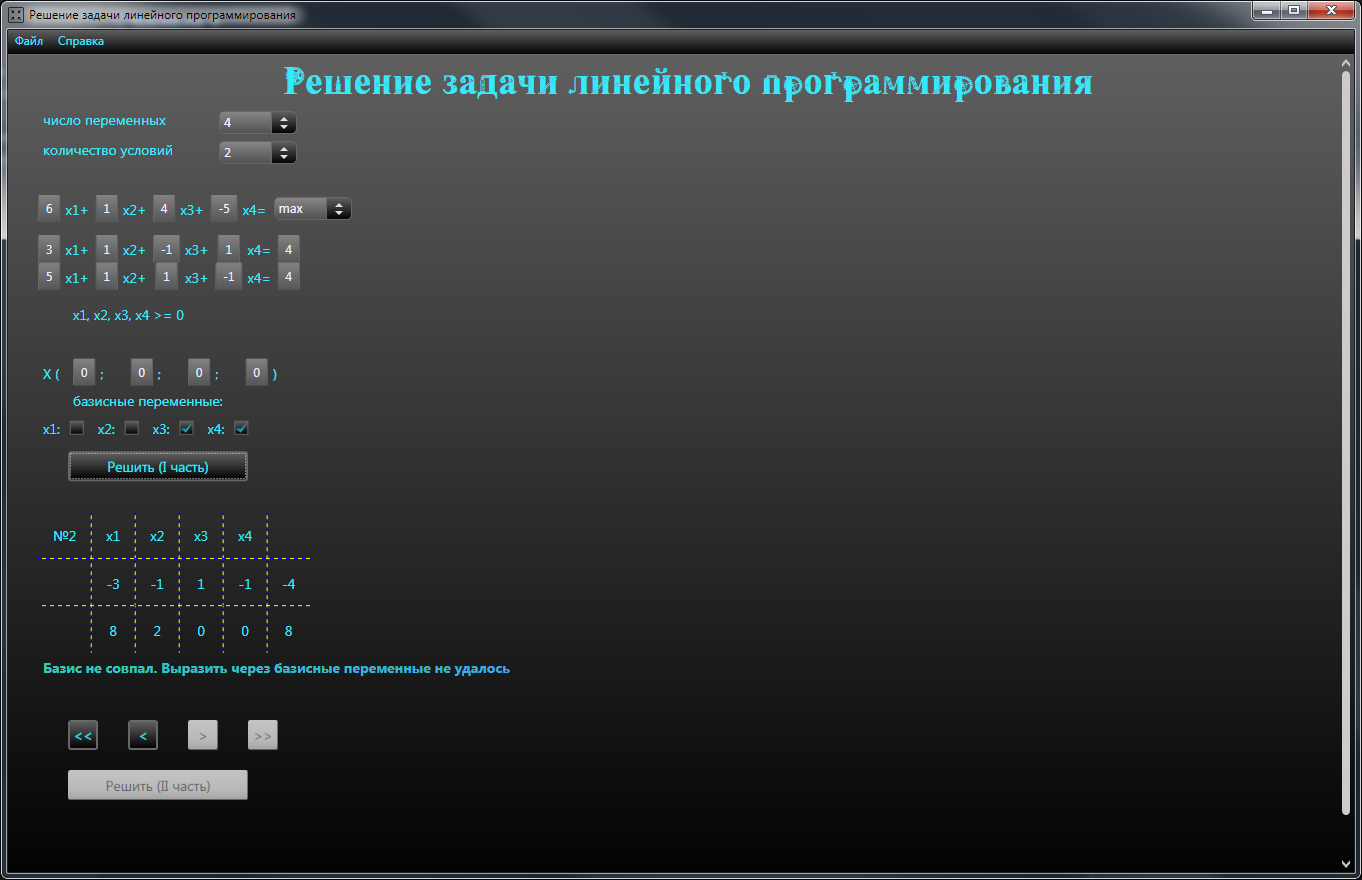 Решение задачи линейного программирования
Файл Справка
Решение задачи линейного программирования
число переменных 4
количество условий 2
6 x1+ 1 x2+ 4 x3+ -5 x4= max
3 x1+ 1 x2+ -1 x3+ 1 x4= 4
5 x1+ 1 x2+ 1 x3+ -1 x4= 4
x1, x2, x3, x4 >= 0
X ( 0 ; 0 ; 0 ; 0 )
базисные переменные:
x1: x2: x3: x4:
Решить (I часть)
№2 x1 x2 x3 x4
-3 -1 1 -1 -4
8 2 0 0 8
Базис не совпал. Выразить через базисные переменные не удалось
<< < > >>
Решить (II часть)